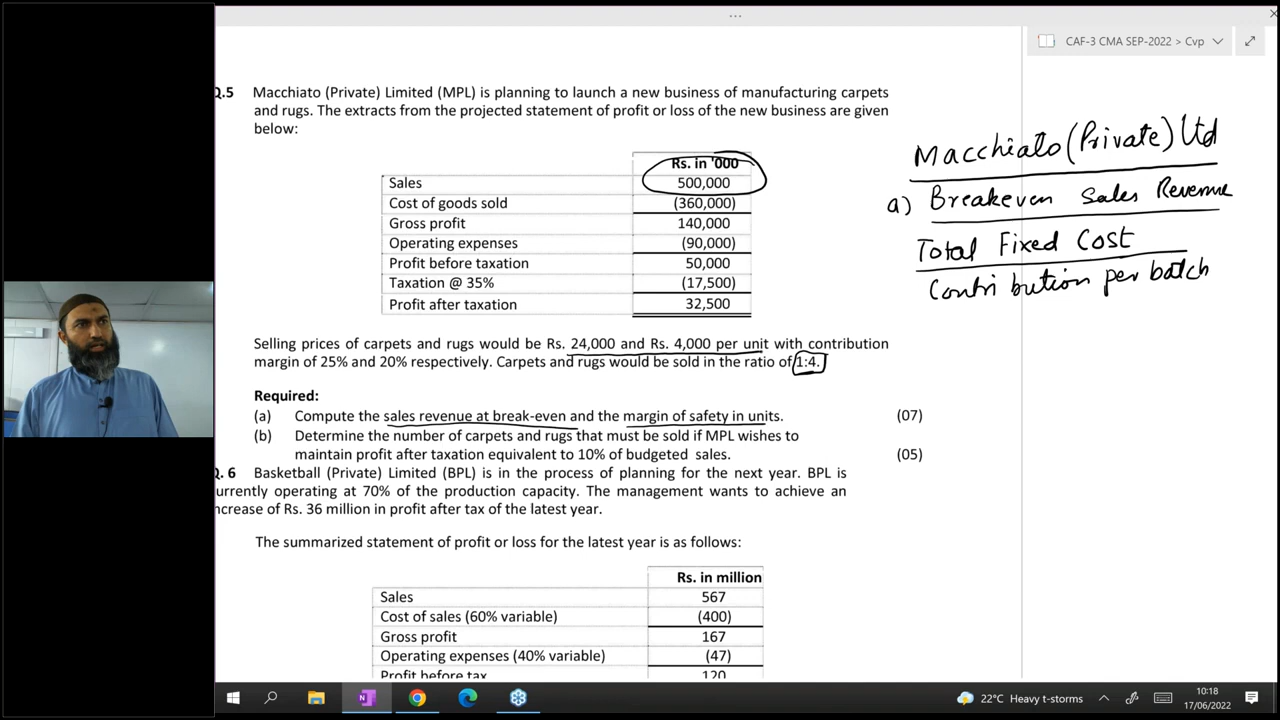 ...
CAF-3 CMA SEP-2022 > Cvp
Q.5 Macchiato (Private) Limited (MPL) is planning to launch a new business of manufacturing carpets
and rugs. The extracts from the projected statement of profit or loss of the new business are given
below:
Rs. in '000
Sales 500,000
Cost of goods sold (360,000)
Gross profit 140,000
Operating expenses (90,000)
Profit before taxation 50,000
Taxation @ 35% (17,500)
Profit after taxation 32,500
Selling prices of carpets and rugs would be Rs. 24,000 and Rs. 4,000 per unit with contribution
margin of 25% and 20% respectively. Carpets and rugs would be sold in the ratio of 1:4.
Required:
(a) Compute the sales revenue at break-even and the margin of safety in units. (07)
(b) Determine the number of carpets and rugs that must be sold if MPL wishes to
maintain profit after taxation equivalent to 10% of budgeted sales. (05)
Q. 6 Basketball (Private) Limited (BPL) is in the process of planning for the next year. BPL is
urrently operating at 70% of the production capacity. The management wants to achieve an
ncrease of Rs. 36 million in profit after tax of the latest year.
The summarized statement of profit or loss for the latest year is as follows:
Rs. in million
Sales 567
Cost of sales (60% variable) (400)
Gross profit 167
Operating expenses (40% variable) (47)
Profit before tax 120
Macchiato (Private) Ltd
a) Breakeven Sales Revenue
Total Fixed Cost
Contribution per batch
22°C Heavy t-storms
10:18
17/06/2022